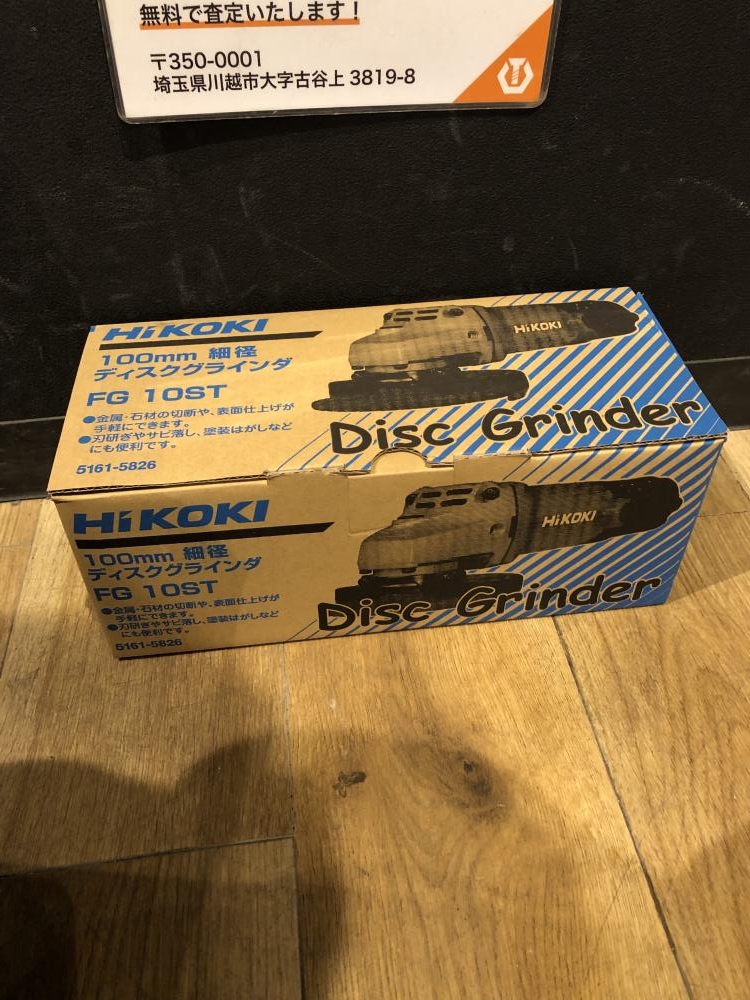 無料で査定いたします！
〒350-0001
埼玉県川越市大字古谷上 3819-8
HiKOKI
100mm 細径
ディスクグラインダ
FG 10ST
●金属・石材の切断や、表面仕上げが
手軽にできます。
●刃研ぎやサビ落し、塗装はがしなど
にも便利です。
5161-5826
HiKOKI
Disc Grinder
HiKOKI
100mm 細径
ディスクグラインダ
FG 10ST
●金属・石材の切断や、表面仕上げが
手軽にできます。
●刃研ぎやサビ落し、塗装はがしなど
にも便利です。
5161-5826
HiKOKI
Disc Grinder